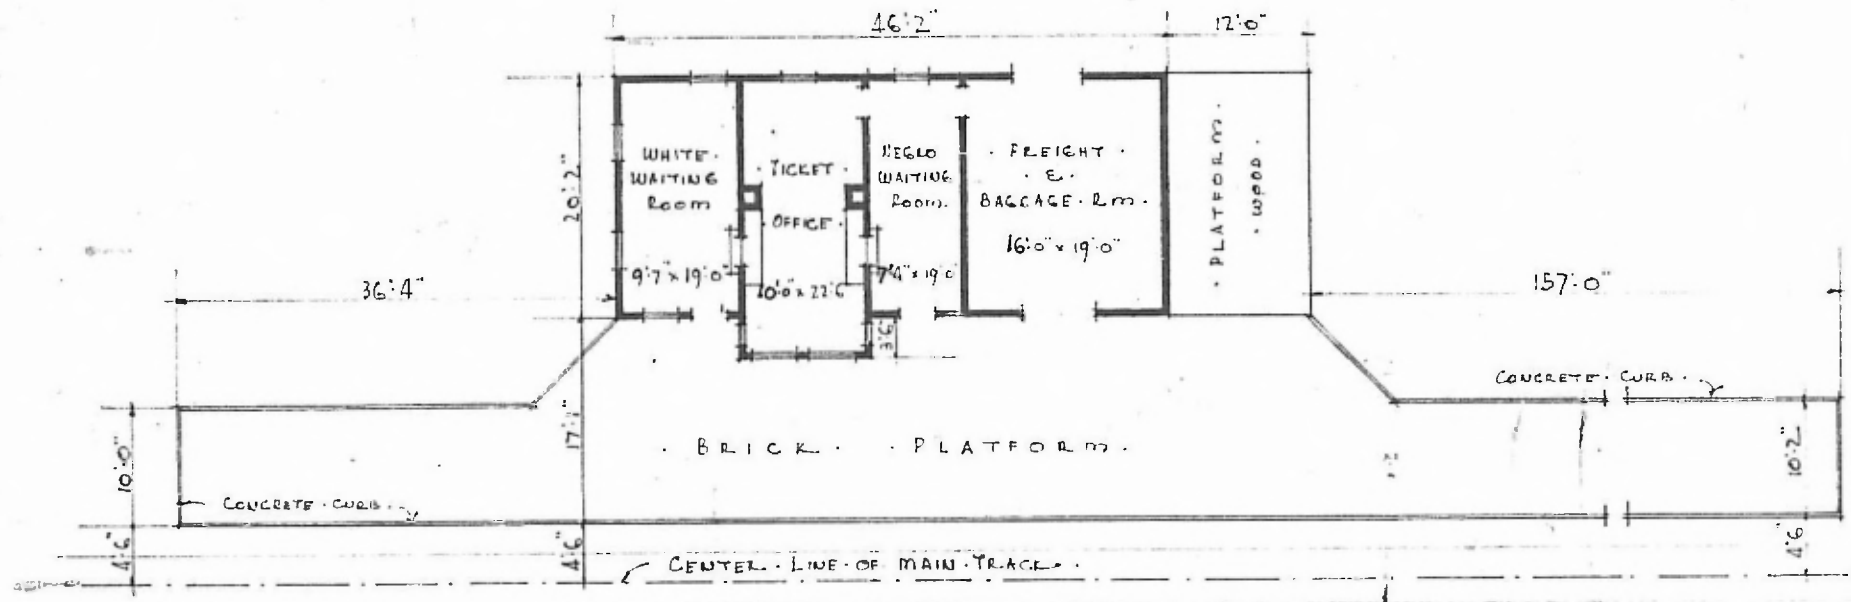 46'2"
12'0"
WHITE.
WAITING
ROOM
9'7" x 19'0"
. TICKET .
. OFFICE .
10'0" x 22'6"
NEGRO
WAITING
ROOM.
7'4" x 19'0"
. FREIGHT .
. & .
BAGGAGE. RM.
16'0" x 19'0"
. PLATFORM .
. WOOD .
20'2"
36'4"
157'0"
3'6"
CONCRETE. CURB.
10'0"
. BRICK. . PLATFORM.
10'2"
CONCRETE. CURB.
4'6"
4'6"
4'6"
CENTER. LINE. OF MAIN. TRACK.